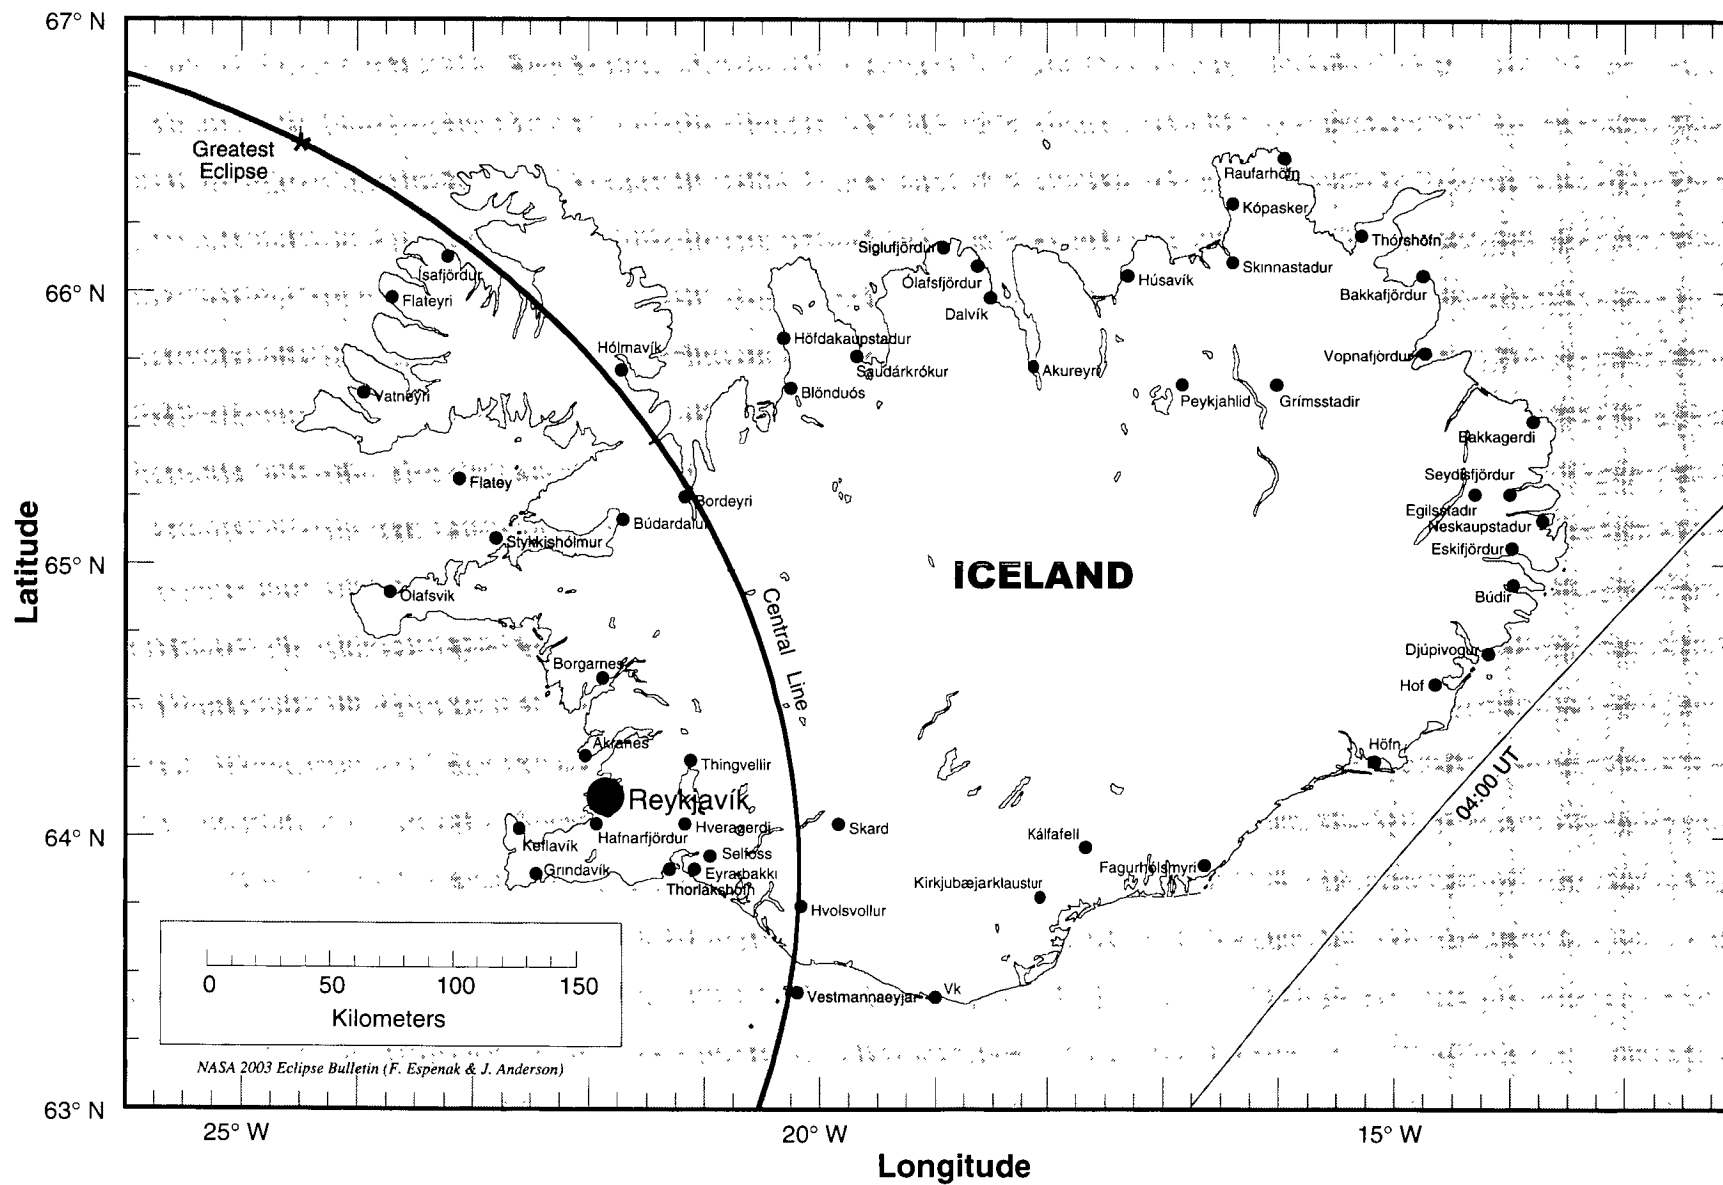 67° N
Greatest
Eclipse
Raufarhöfn
Kópasker
Siglufjördur
Thórshöfn
Skinnastadur
Ísafjördur
Ólafsfjördur
Húsavík
66° N
Flateyri
Bakkafjördur
Dalvík
Höfdakaupstadur
Hólmavík
Vopnafjördur
Saudárkrókur
Akureyri
Vatneyri
Blönduós
Peykjahlid
Grímsstadir
Bakkagerdi
Seydisfjördur
Flatey
Bordeyri
Egilsstadir
Búdardalur
Neskaupstadur
Stykkishólmur
Eskifjördur
65° N
ICELAND
Latitude
Ólafsvik
Búdir
Central Line
Djúpivogur
Borgarnes
Hof
Akranes
Höfn
Thingvellir
04:00 UT
Reykjavík
64° N
Hveragerdi
Skard
Keflavík
Hafnarfjördur
Kálfafell
Selfoss
Grindavík
Eyrarbakki
Fagurhólsmyri
Thorlákshöfn
Kirkjubæjarklaustur
Hvolsvollur
0 50 100 150
Kilometers
Vestmannaeyjar
Vk
NASA 2003 Eclipse Bulletin (F. Espenak & J. Anderson)
63° N
25° W
20° W
15° W
Longitude